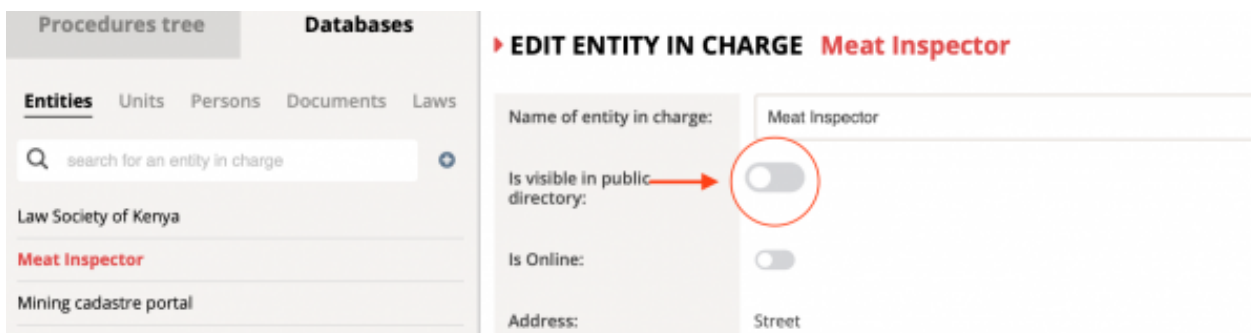 Procedures tree
Databases
Entities Units Persons Documents Laws
search for an entity in charge
Law Society of Kenya
Meat Inspector
Mining cadastre portal
EDIT ENTITY IN CHARGE Meat Inspector
Name of entity in charge: Meat Inspector
Is visible in public
directory:
Is Online:
Address: Street